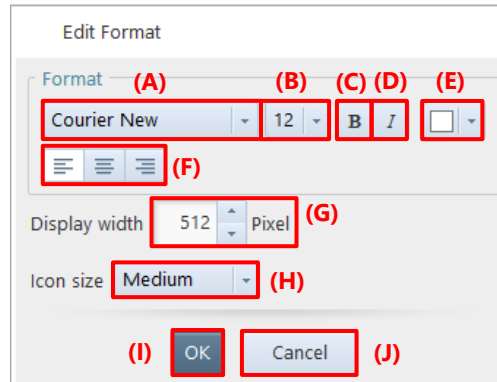 Edit Format
Format
(A) (B) (C) (D) (E)
Courier New 12 B I
(F)
Display width 512 Pixel (G)
Icon size Medium (H)
(I) OK Cancel (J)